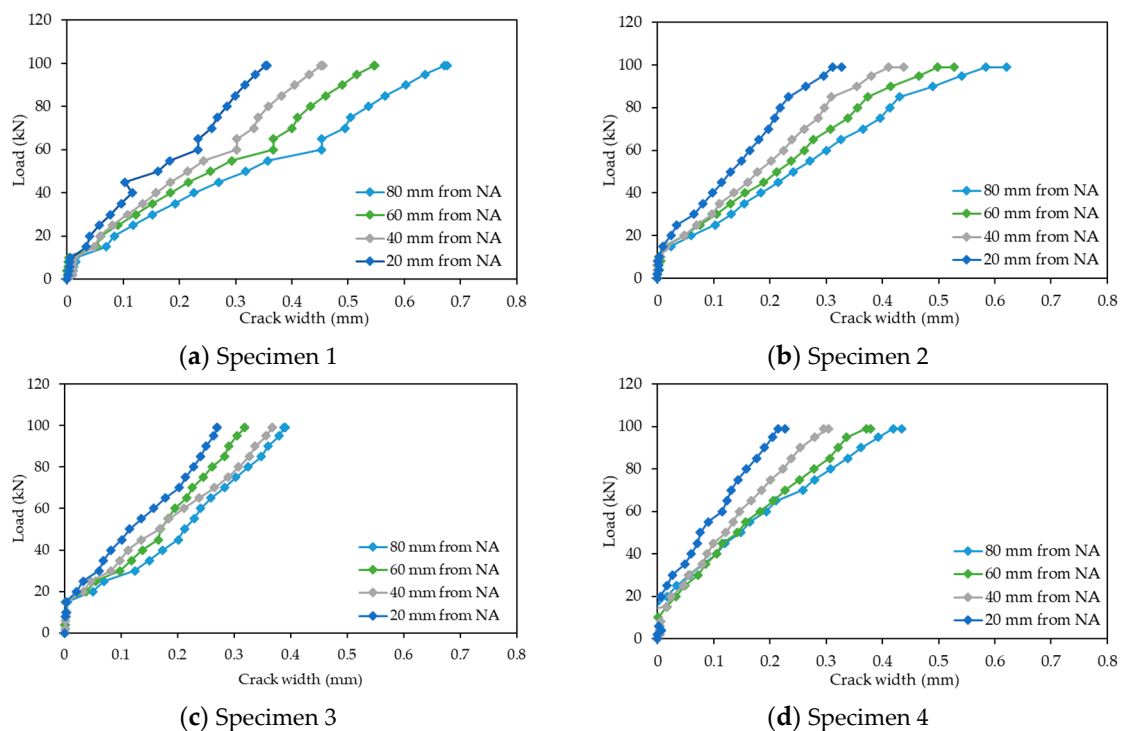 120
100
80
60
40
20
0
Load (kN)
80 mm from NA
60 mm from NA
40 mm from NA
20 mm from NA
0 0.1 0.2 0.3 0.4 0.5 0.6 0.7 0.8
Crack width (mm)
(a) Specimen 1
120
100
80
60
40
20
0
Load (kN)
80 mm from NA
60 mm from NA
40 mm from NA
20 mm from NA
0 0.1 0.2 0.3 0.4 0.5 0.6 0.7 0.8
Crack width (mm)
(b) Specimen 2
120
100
80
60
40
20
0
Load (kN)
80 mm from NA
60 mm from NA
40 mm from NA
20 mm from NA
0 0.1 0.2 0.3 0.4 0.5 0.6 0.7 0.8
Crack width (mm)
(c) Specimen 3
120
100
80
60
40
20
0
Load (kN)
80 mm from NA
60 mm from NA
40 mm from NA
20 mm from NA
0 0.1 0.2 0.3 0.4 0.5 0.6 0.7 0.8
Crack width (mm)
(d) Specimen 4